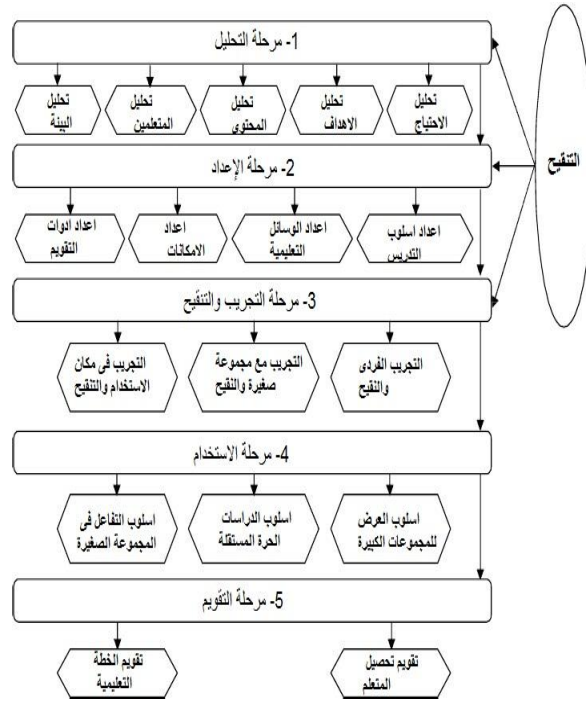 1- مرحلة التحليل
تحليل
الاحتياج
تحليل
الاهداف
تحليل
المحتوى
تحليل
المتعلمين
تحليل
البيئة
2- مرحلة الإعداد
اعداد اسلوب
التدريس
اعداد الوسائل
التعليمية
اعداد
الامكانات
اعداد ادوات
التقويم
3- مرحلة التجريب والتنقيح
التجريب الفردى
والنقيح
التجريب مع مجموعة
صغيرة والنقيح
التجريب فى مكان
الاستخدام والتنقيح
4- مرحلة الاستخدام
اسلوب العرض
للمجموعات الكبيرة
اسلوب الدراسات
الحرة المستقلة
اسلوب التفاعل فى
المجموعة الصغيرة
5- مرحلة التقويم
تقويم تحصيل
المتعلم
تقويم الخطة
التعليمية
التنقيح